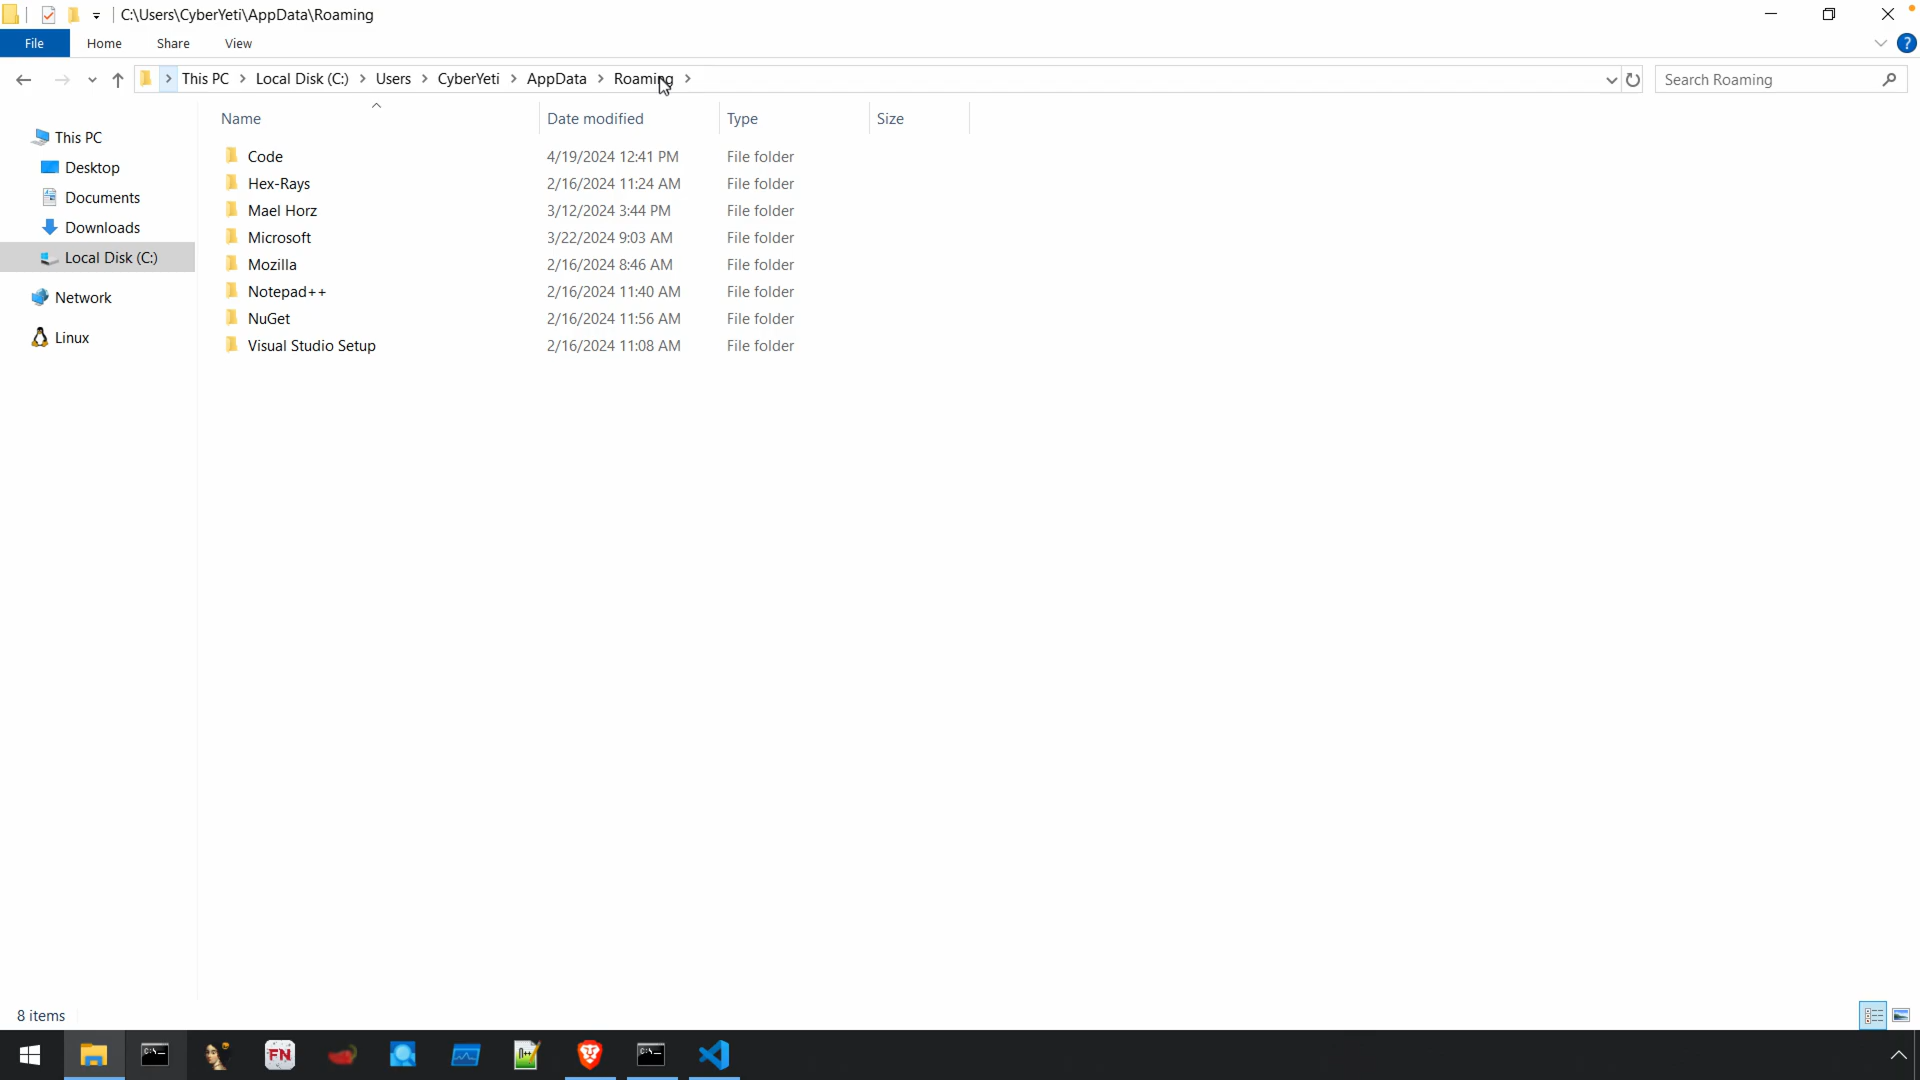 C:\Users\CyberYeti\AppData\Roaming
File Home Share View
This PC Local Disk (C:) Users CyberYeti AppData Roaming Search Roaming
Name Date modified Type Size
This PC
Desktop
Documents
Downloads
Local Disk (C:)
Network
Linux
Code 4/19/2024 12:41 PM File folder
Hex-Rays 2/16/2024 11:24 AM File folder
Mael Horz 3/12/2024 3:44 PM File folder
Microsoft 3/22/2024 9:03 AM File folder
Mozilla 2/16/2024 8:46 AM File folder
Notepad++ 2/16/2024 11:40 AM File folder
NuGet 2/16/2024 11:56 AM File folder
Visual Studio Setup 2/16/2024 11:08 AM File folder
8 items
FN